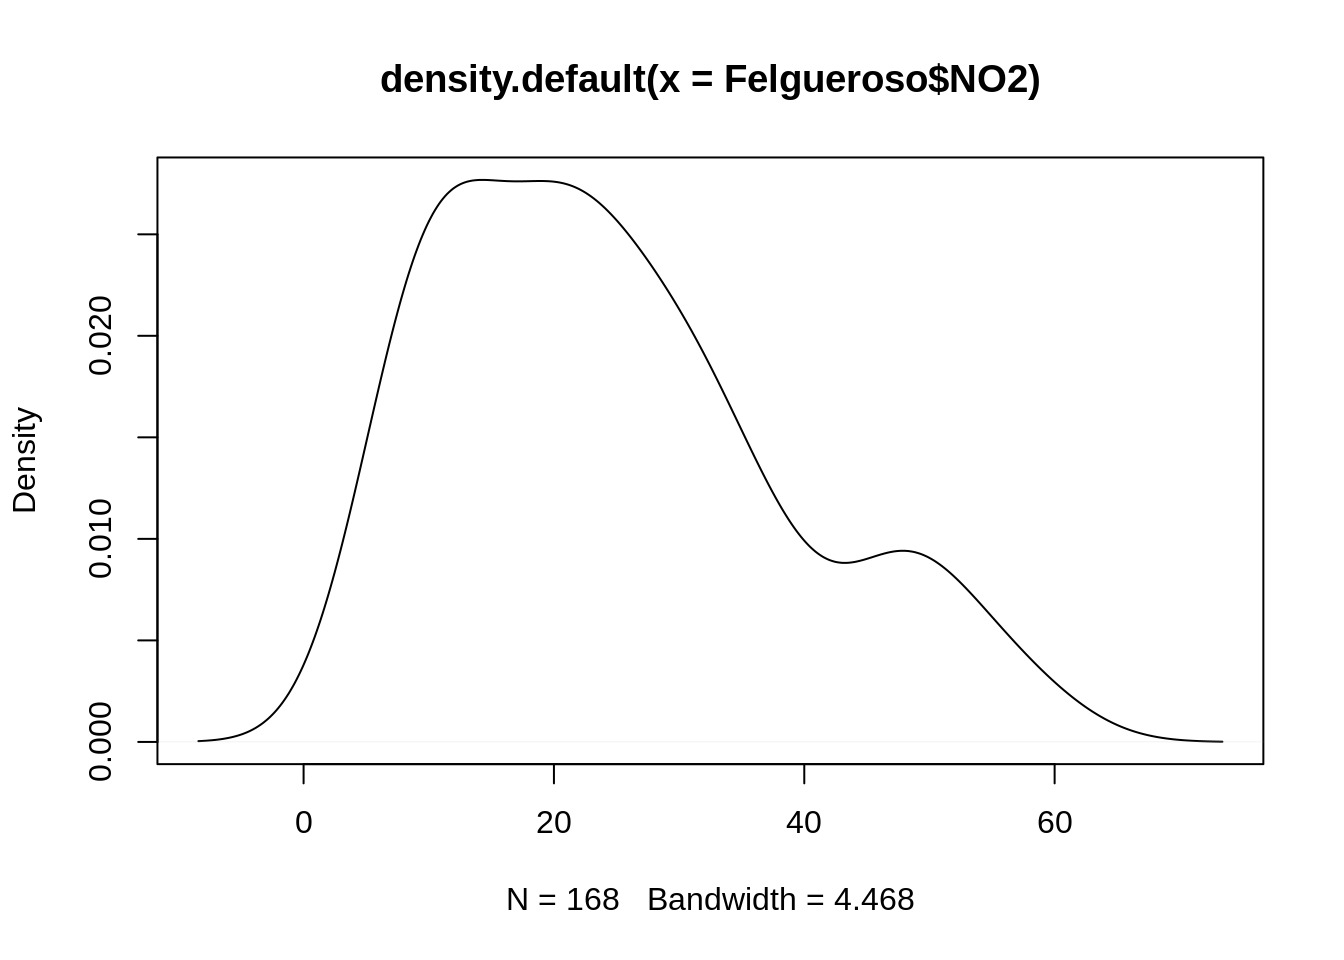 density.default(x = Felgueroso$NO2)
Density
0.000
0.010
0.020
0
20
40
60
N = 168   Bandwidth = 4.468